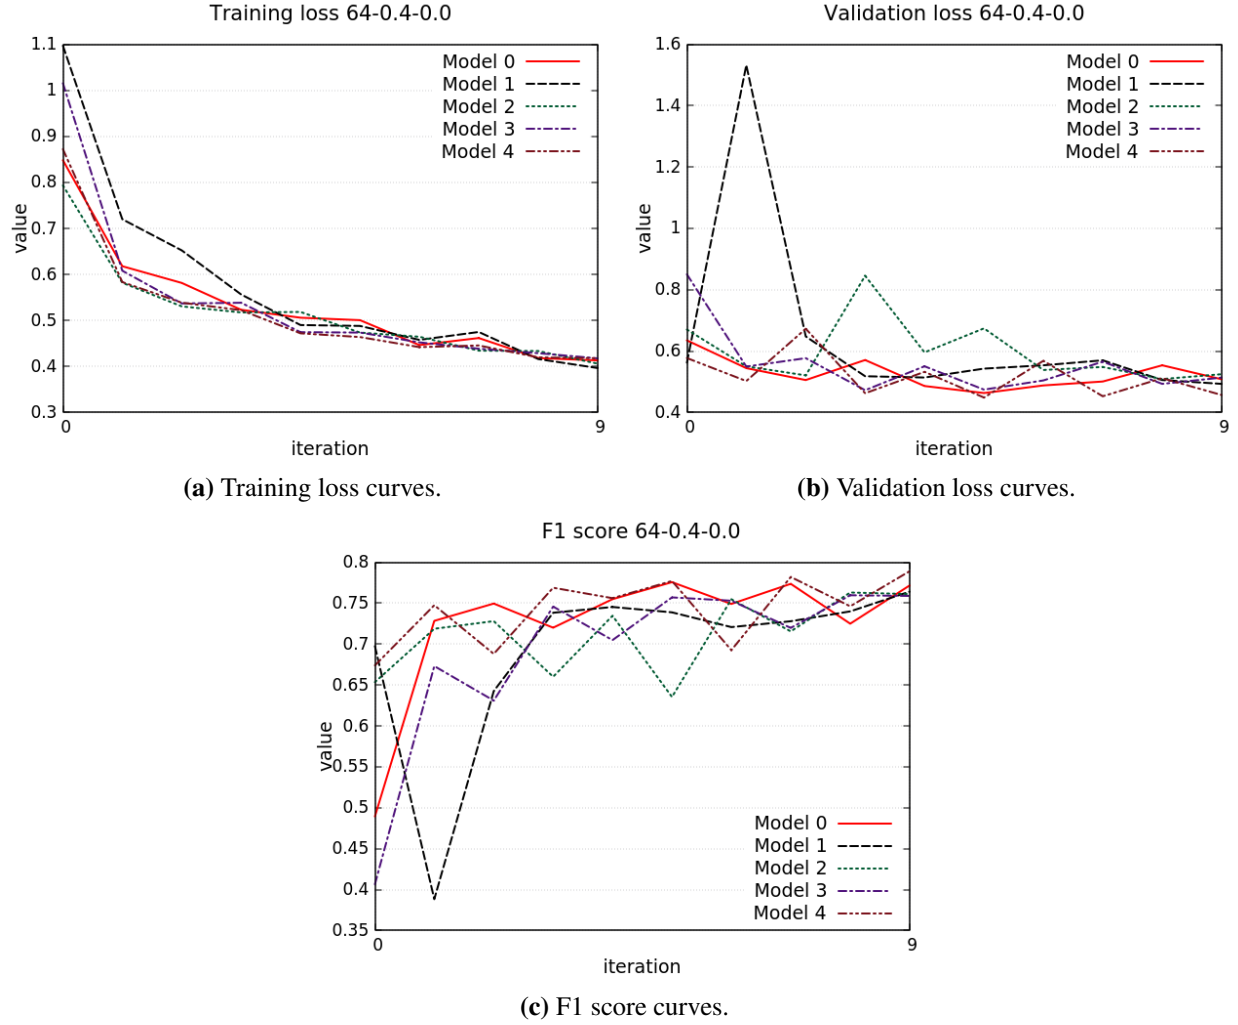 Training loss 64-0.4-0.0
1.1
1
0.9
0.8
0.7
0.6
0.5
0.4
0.3
value
Model 0
Model 1
Model 2
Model 3
Model 4
0
9
iteration
(a) Training loss curves.
Validation loss 64-0.4-0.0
1.6
1.4
1.2
1
0.8
0.6
0.4
value
Model 0
Model 1
Model 2
Model 3
Model 4
0
9
iteration
(b) Validation loss curves.
F1 score 64-0.4-0.0
0.8
0.75
0.7
0.65
0.6
0.55
0.5
0.45
0.4
0.35
value
Model 0
Model 1
Model 2
Model 3
Model 4
0
9
iteration
(c) F1 score curves.